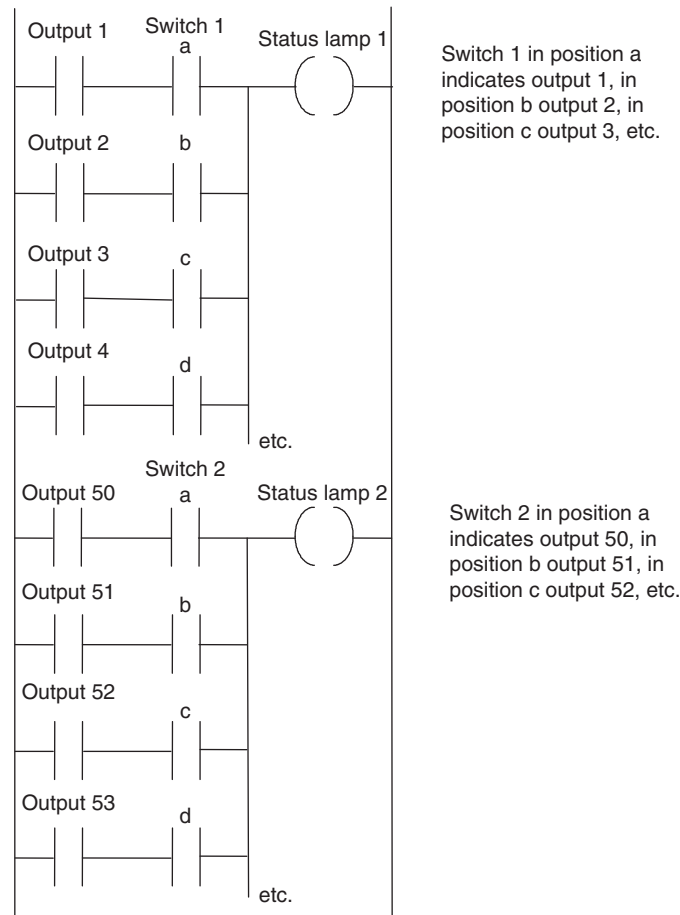 Output 1
Switch 1
a
Status lamp 1
Switch 1 in position a
indicates output 1, in
position b output 2, in
position c output 3, etc.
Output 2
b
Output 3
c
Output 4
d
etc.
Switch 2
Output 50
a
Status lamp 2
Switch 2 in position a
indicates output 50, in
position b output 51, in
position c output 52, etc.
Output 51
b
Output 52
c
Output 53
d
etc.